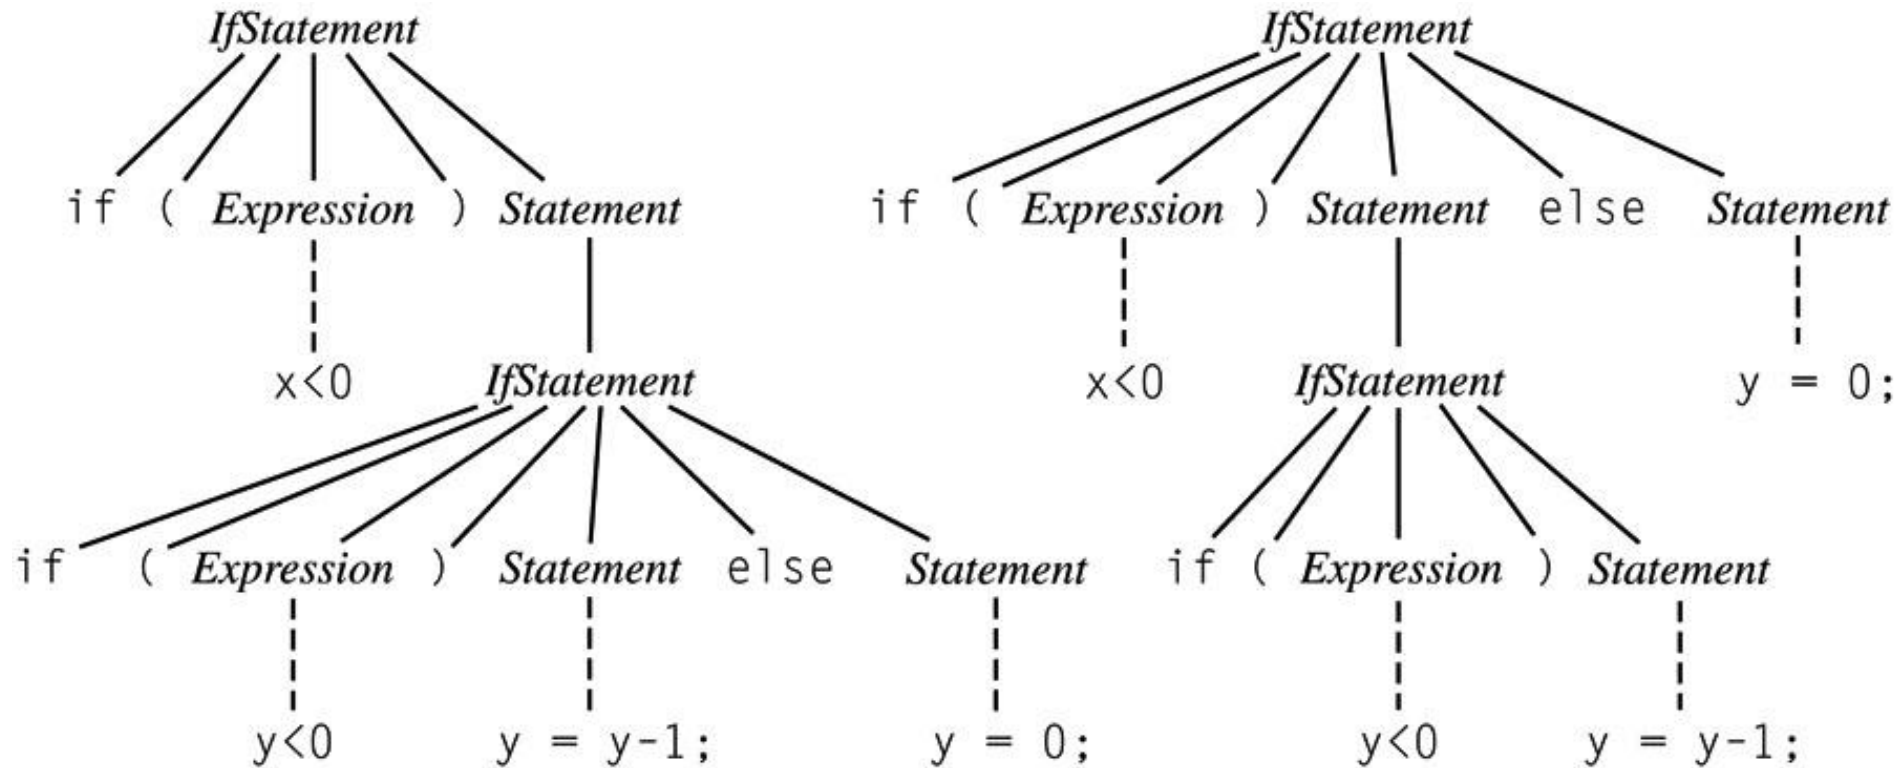 IfStatement IfStatement
if ( Expression ) Statement if ( Expression ) Statement else Statement
x<0 IfStatement x<0 IfStatement y = 0;
if ( Expression ) Statement else Statement if ( Expression ) Statement
y<0 y = y-1; y = 0; y<0 y = y-1;